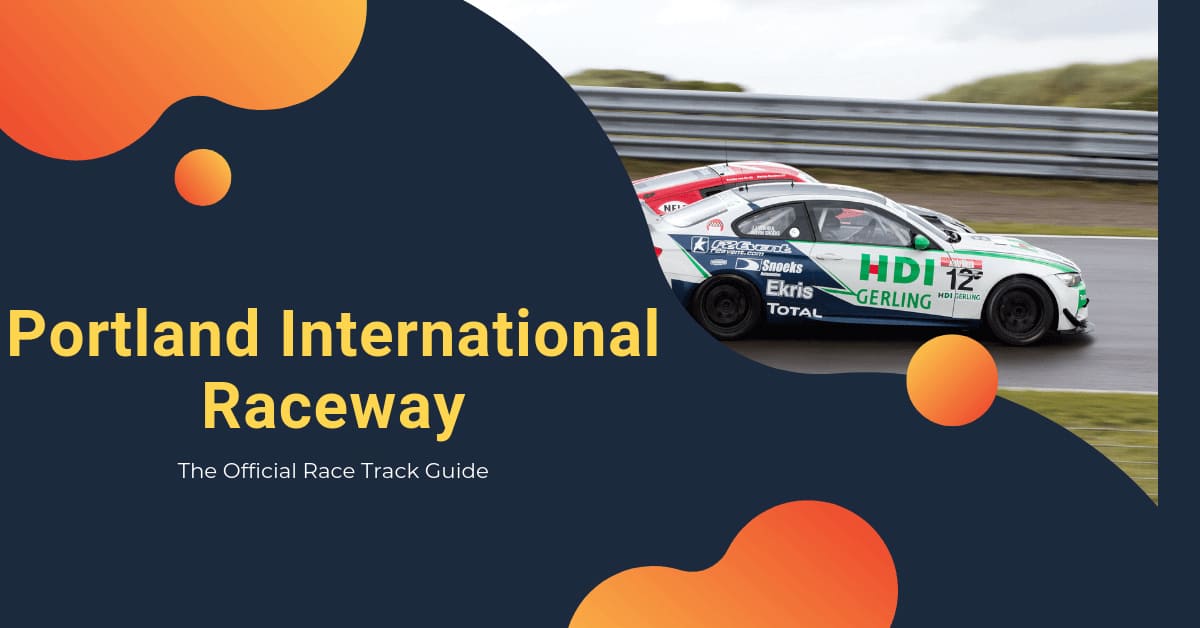 Portland International
Raceway
The Official Race Track Guide
HDI
GERLING
12
HDI GERLING
Snoeks
Ekris
TOTAL